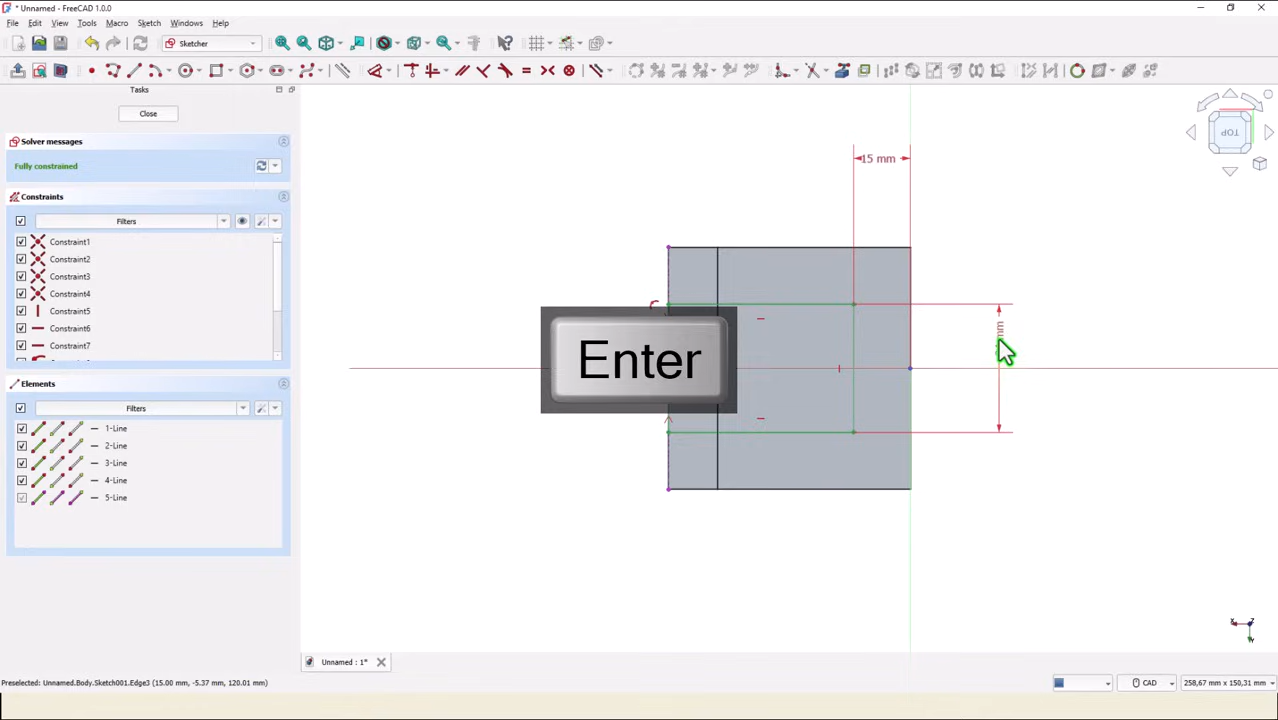 * Unnamed - FreeCAD 1.0.0
File Edit View Tools Macro Sketch Windows Help
Sketcher
Tasks
Close
Solver messages
Fully constrained
Constraints
Filters
Constraint1
Constraint2
Constraint3
Constraint4
Constraint5
Constraint6
Constraint7
Elements
Filters
1-Line
2-Line
3-Line
4-Line
5-Line
15 mm
mm
Enter
TOP
Unnamed : 1*
Preselected: Unnamed.Body.Sketch001.Edge3 (15.00 mm, -5.37 mm, 120.01 mm)
CAD
258,67 mm x 150,31 mm